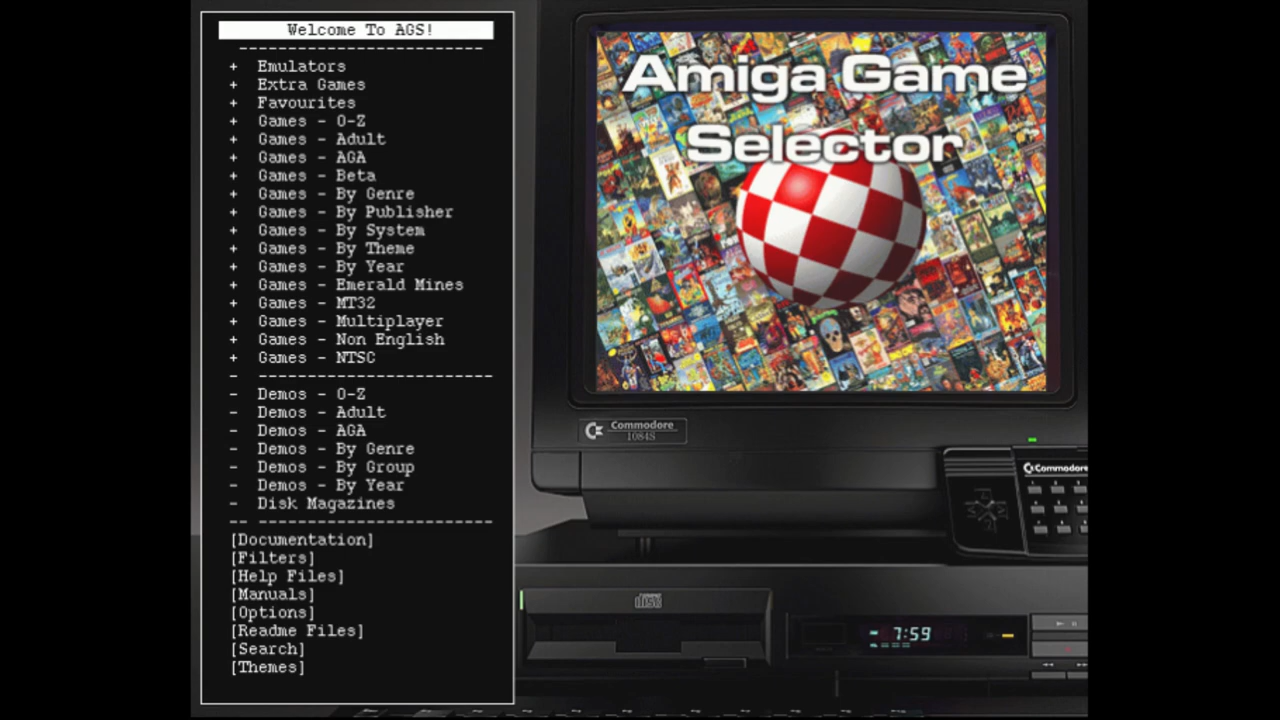 Welcome To AGS!
-------------------------
+ Emulators
+ Extra Games
+ Favourites
+ Games - O-Z
+ Games - Adult
+ Games - AGA
+ Games - Beta
+ Games - By Genre
+ Games - By Publisher
+ Games - By System
+ Games - By Theme
+ Games - By Year
+ Games - Emerald Mines
+ Games - MT32
+ Games - Multiplayer
+ Games - Non English
+ Games - NTSC
- ------------------------
- Demos - O-Z
- Demos - Adult
- Demos - AGA
- Demos - By Genre
- Demos - By Group
- Demos - By Year
- Disk Magazines
-- ------------------------
[Documentation]
[Filters]
[Help Files]
[Manuals]
[Options]
[Readme Files]
[Search]
[Themes]
Amiga Game
Selector
Commodore
1084S
Commodore
7:59